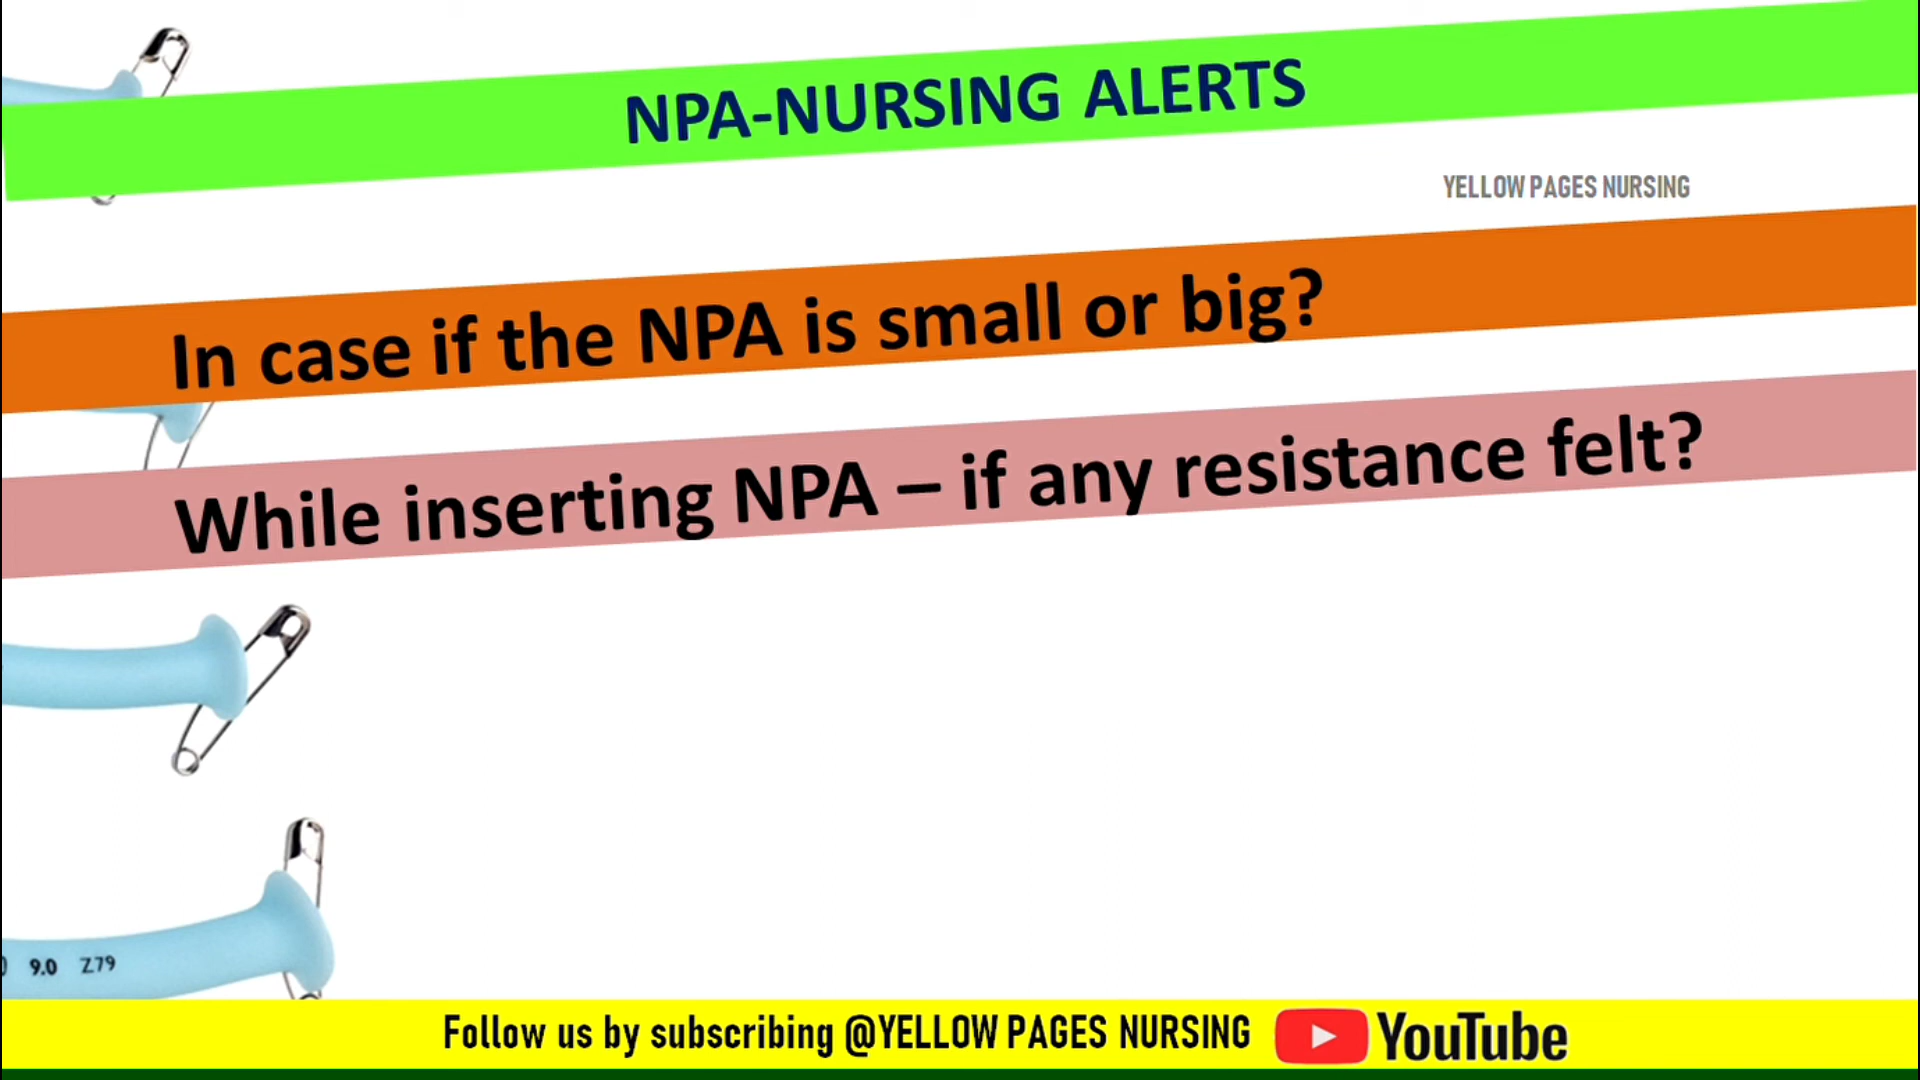 NPA-NURSING ALERTS
YELLOW PAGES NURSING
In case if the NPA is small or big?
While inserting NPA – if any resistance felt?
9.0 Z79
Follow us by subscribing @YELLOW PAGES NURSING YouTube